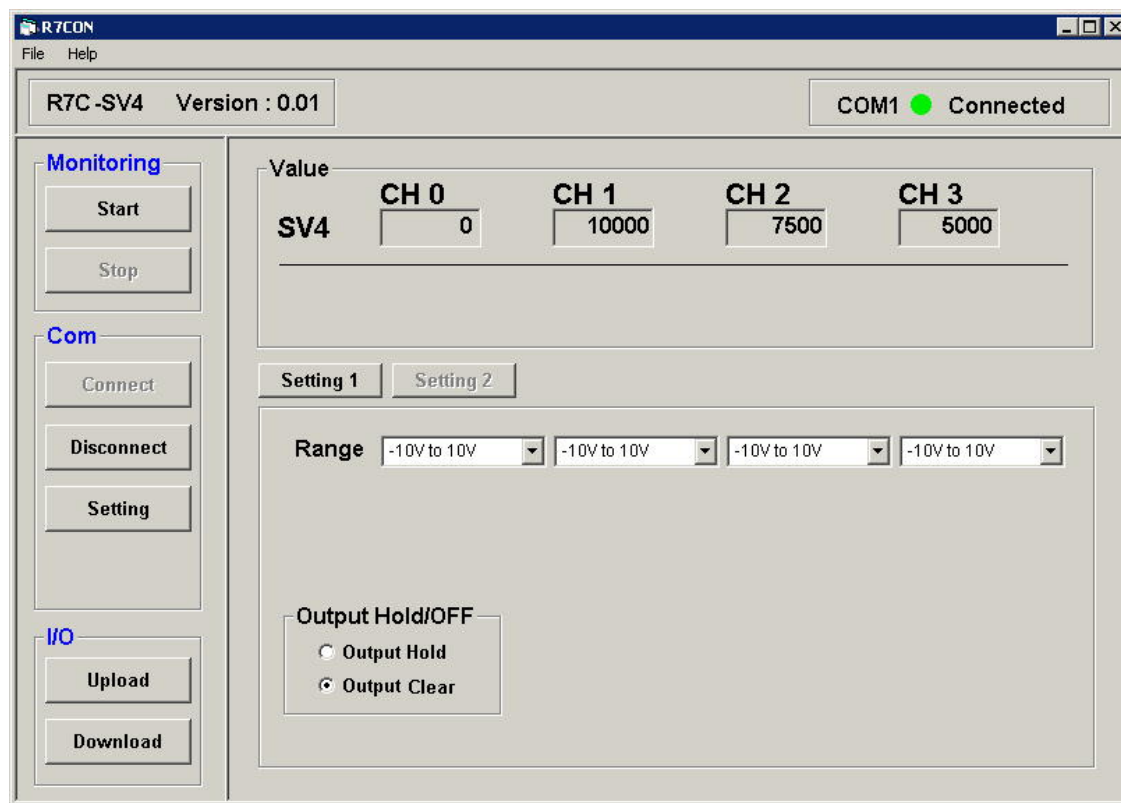 R7CON
File Help
R7C-SV4 Version : 0.01
COM1 Connected
Monitoring
Start
Stop
Com
Connect
Disconnect
Setting
I/O
Upload
Download
Value
CH 0 CH 1 CH 2 CH 3
SV4 0 10000 7500 5000
Setting 1 Setting 2
Range -10V to 10V -10V to 10V -10V to 10V -10V to 10V
Output Hold/OFF
Output Hold
Output Clear